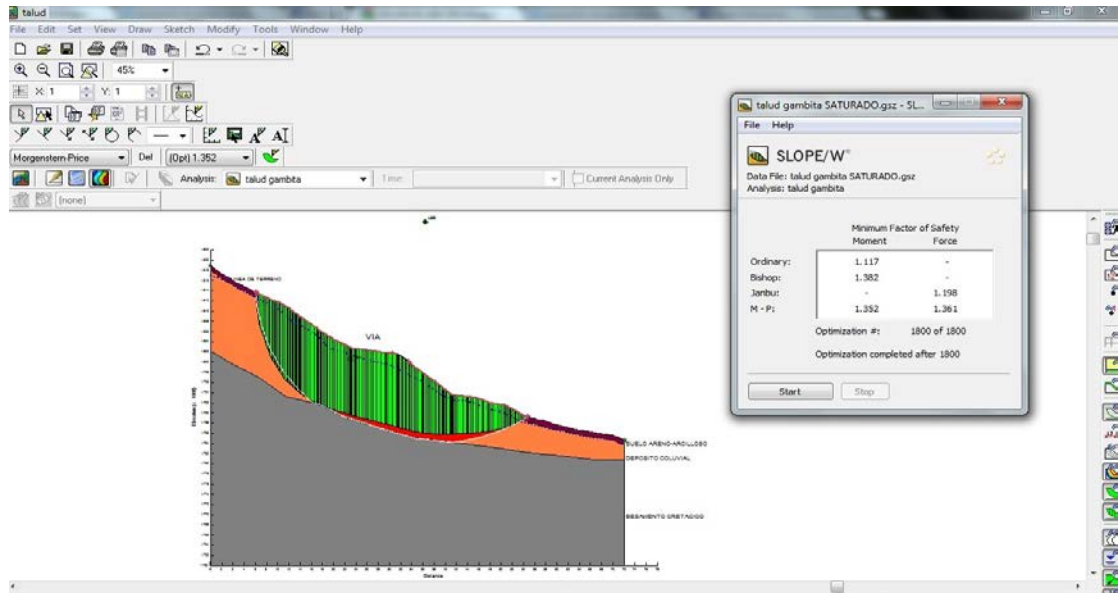 talud
File Edit Set View Draw Sketch Modify Tools Window Help
45%
X: 1 Y: 1
Morgenstern-Price Del (Opt) 1.352
Analysis: talud gambita Time: Current Analysis Only
(none)
LINEA DE TERRENO
VIA
SUELO ARENO-ARCILLOSO
DEPOSITO COLUVIAL
Distance
talud gambita SATURADO.gsz - SL...
File Help
SLOPE/W
Data File: talud gambita SATURADO.gsz
Analysis: talud gambita
Minimum Factor of Safety
Moment Force
Ordinary: 1.117 -
Bishop: 1.382 -
Janbu: - 1.198
M - P: 1.352 1.361
Optimization #: 1800 of 1800
Optimization completed after 1800
Start Stop